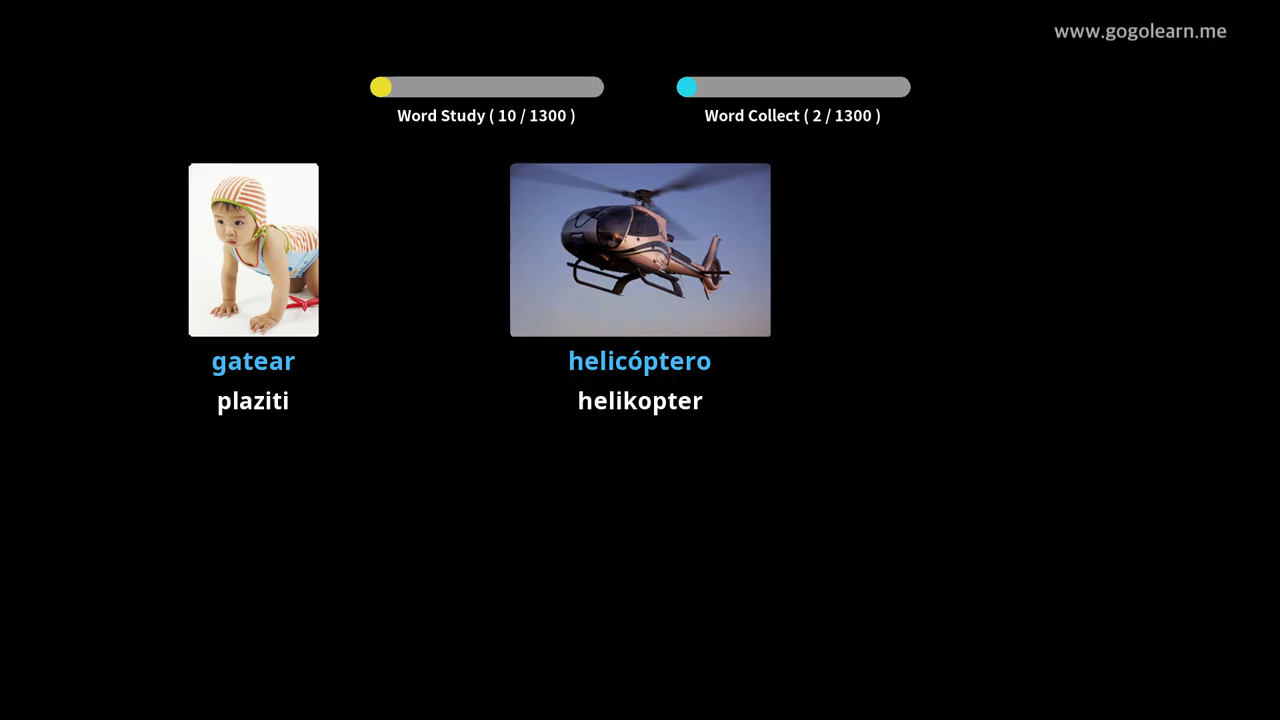 www.gogolearn.me
Word Study ( 10 / 1300 )
Word Collect ( 2 / 1300 )
gatear
plaziti
helicóptero
helikopter